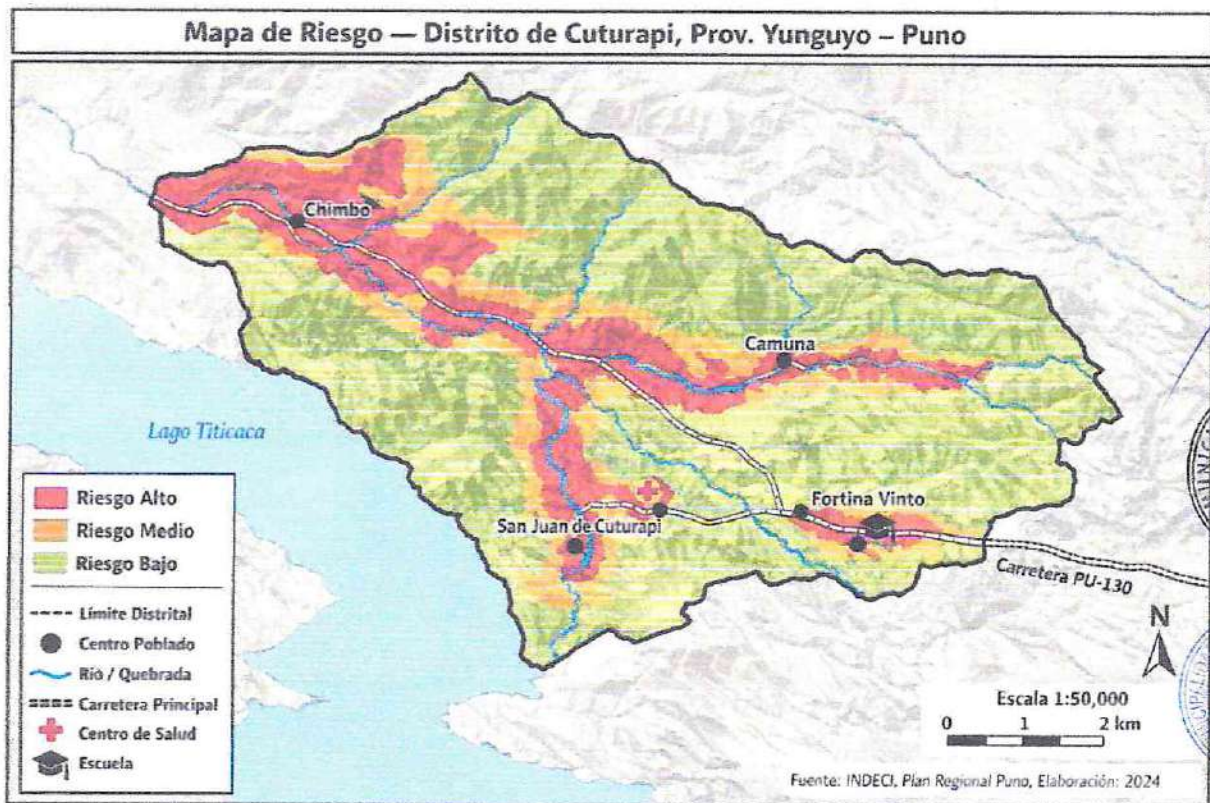 Mapa de Riesgo — Distrito de Cuturapi, Prov. Yunguyo – Puno
Chimbo
Camuna
Lago Titicaca
Fortina Vinto
San Juan de Cuturapi
Carretera PU-130
Riesgo Alto
Riesgo Medio
Riesgo Bajo
Límite Distrital
Centro Poblado
Río / Quebrada
Carretera Principal
Centro de Salud
Escuela
N
Escala 1:50,000
0 1 2 km
Fuente: INDECI, Plan Regional Puno, Elaboración: 2024